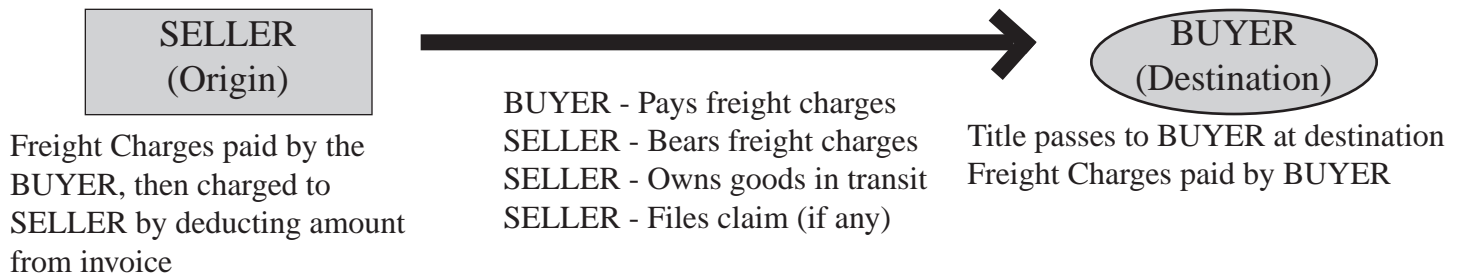 SELLER
(Origin)
Freight Charges paid by the
BUYER, then charged to
SELLER by deducting amount
from invoice
BUYER - Pays freight charges
SELLER - Bears freight charges
SELLER - Owns goods in transit
SELLER - Files claim (if any)
BUYER
(Destination)
Title passes to BUYER at destination
Freight Charges paid by BUYER